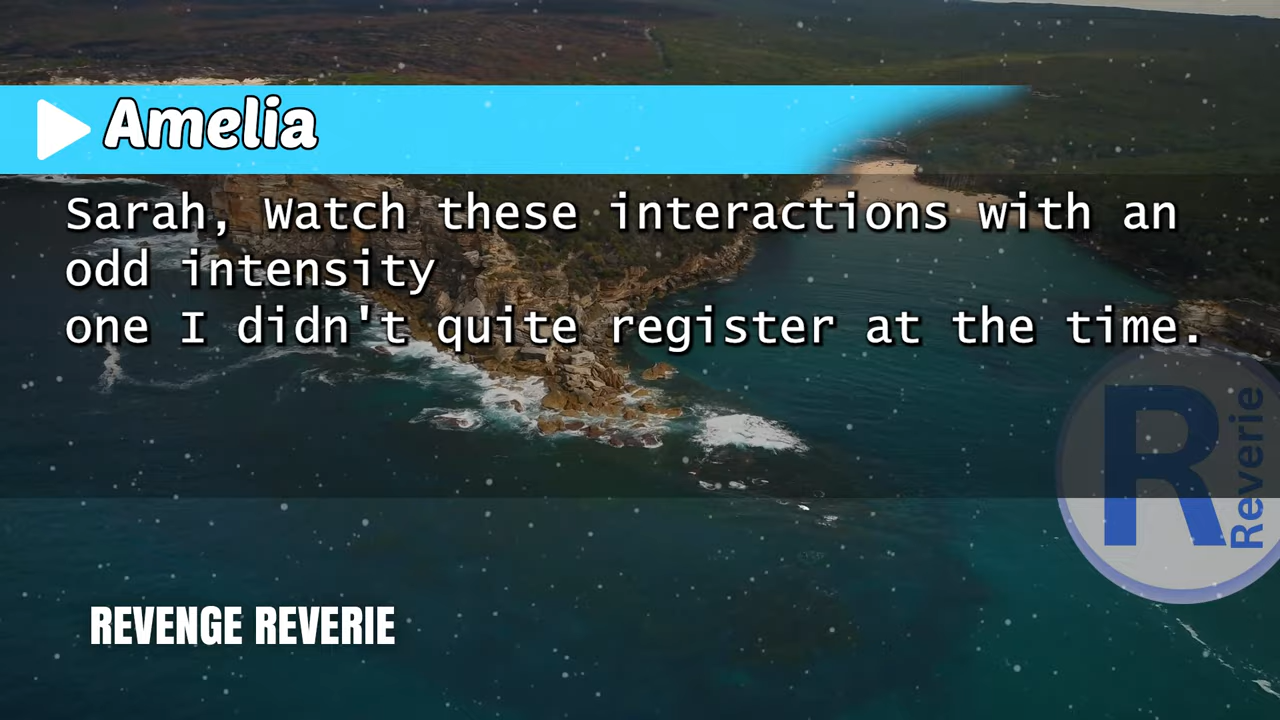 Amelia
Sarah, Watch these interactions with an
odd intensity
one I didn't quite register at the time.
R
Reverie
REVENGE REVERIE